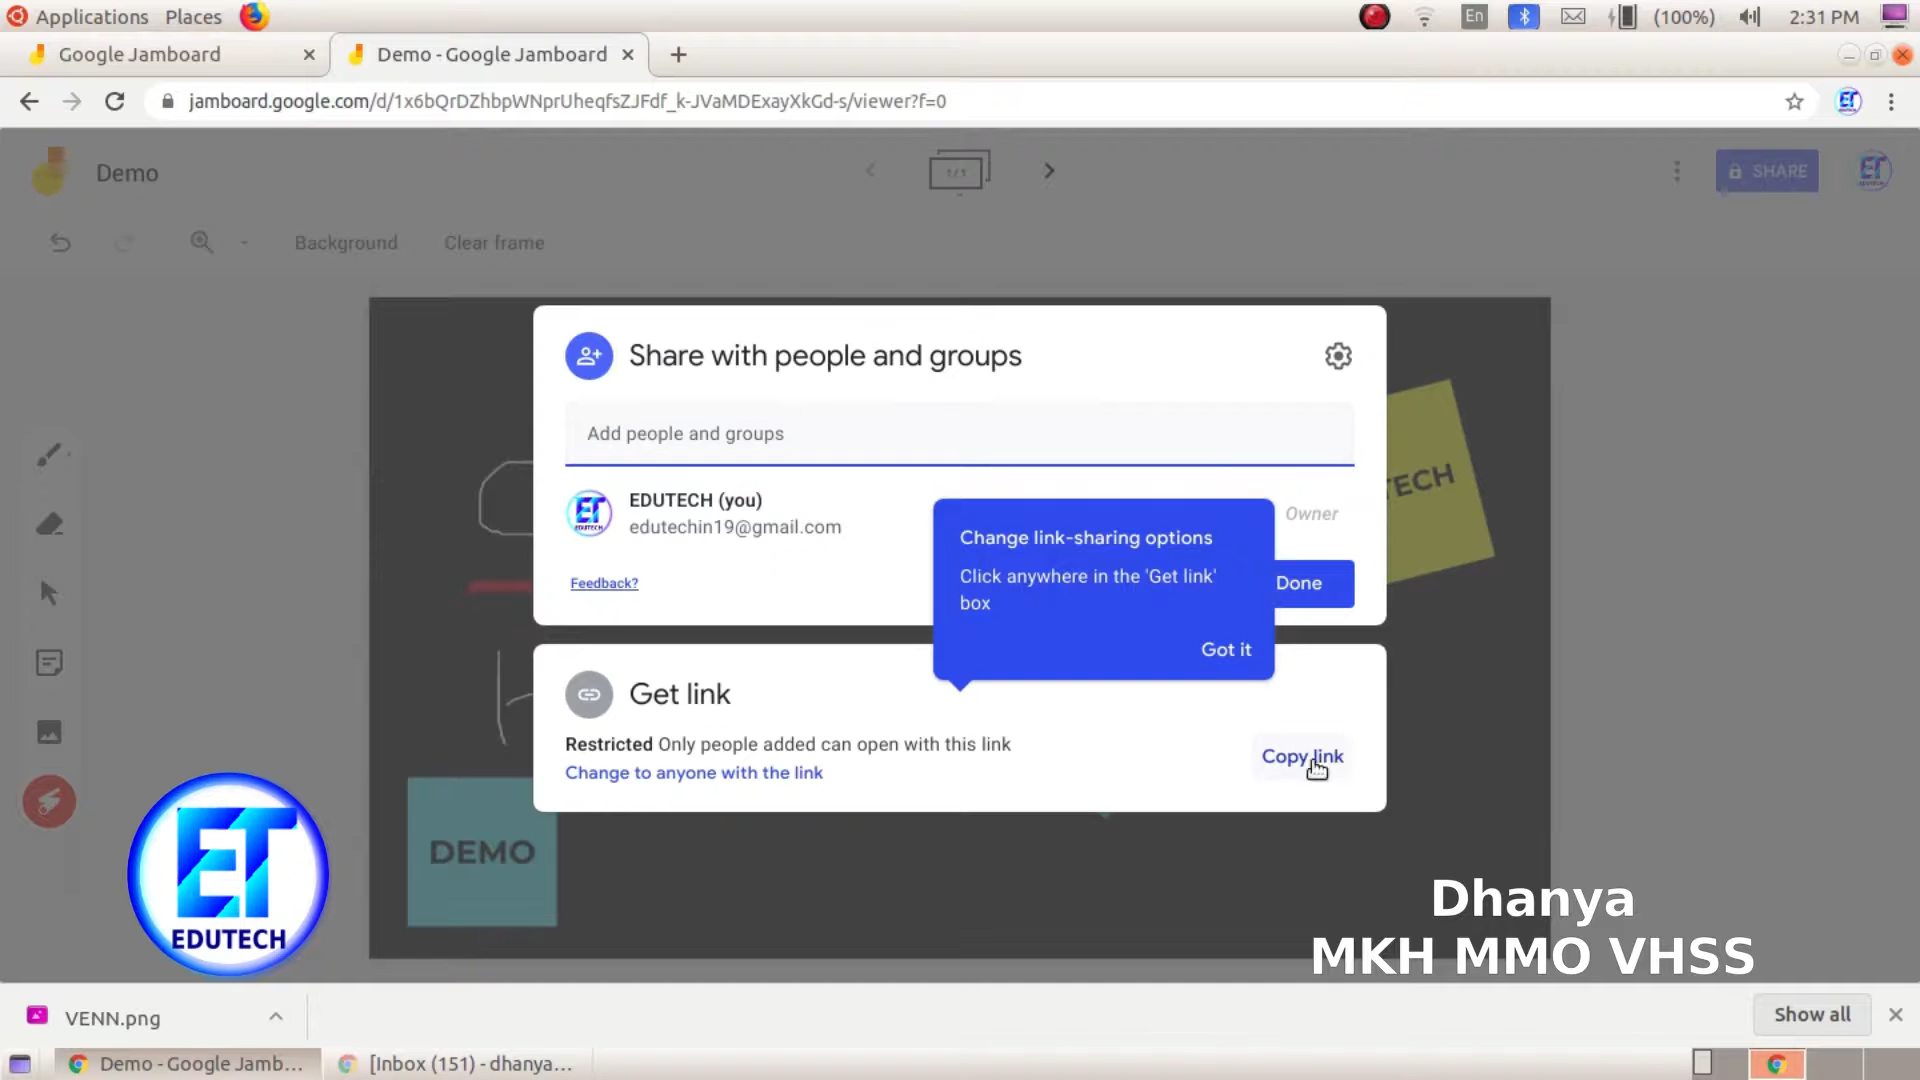 Applications Places
En (100%) 2:31 PM
Google Jamboard
Demo - Google Jamboard
jamboard.google.com/d/1x6bQrDZhbpWNprUheqfsZJFdf_k-JVaMDExayXkGd-s/viewer?f=0
Demo
1/1
SHARE
Background
Clear frame
Share with people and groups
Add people and groups
EDUTECH (you)
edutechin19@gmail.com
Owner
TECH
Change link-sharing options
Click anywhere in the 'Get link'
box
Got it
Feedback?
Done
Get link
Restricted Only people added can open with this link
Change to anyone with the link
Copy link
DEMO
ET
EDUTECH
Dhanya
MKH MMO VHSS
VENN.png
Show all
Demo - Google Jamb...
[Inbox (151) - dhanya...